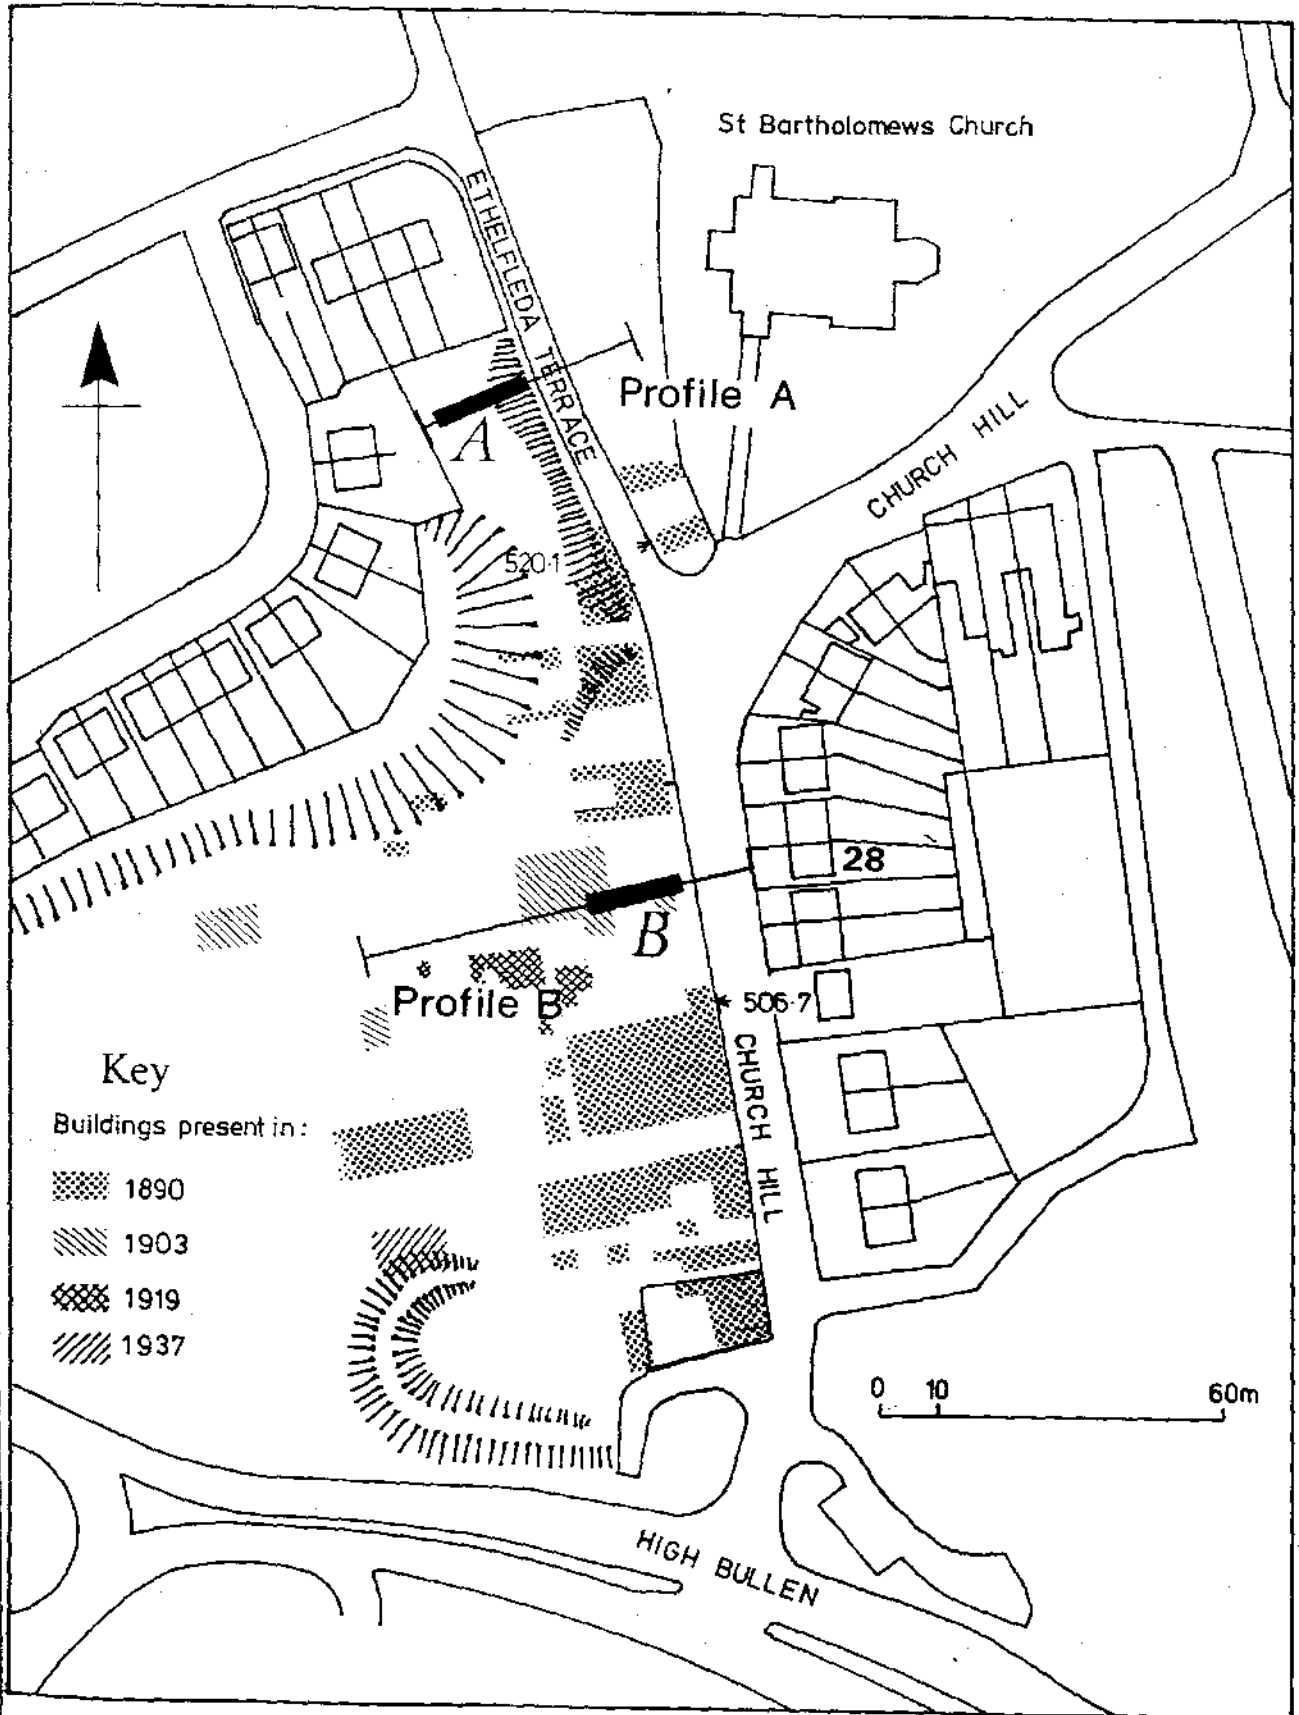 St Bartholomews Church
ETHELFLEDA TERRACE
Profile A
A
CHURCH HILL
520·1
28
B
Profile B
506·7
CHURCH HILL
Key
Buildings present in:
1890
1903
1919
1937
0 10 60m
HIGH BULLEN